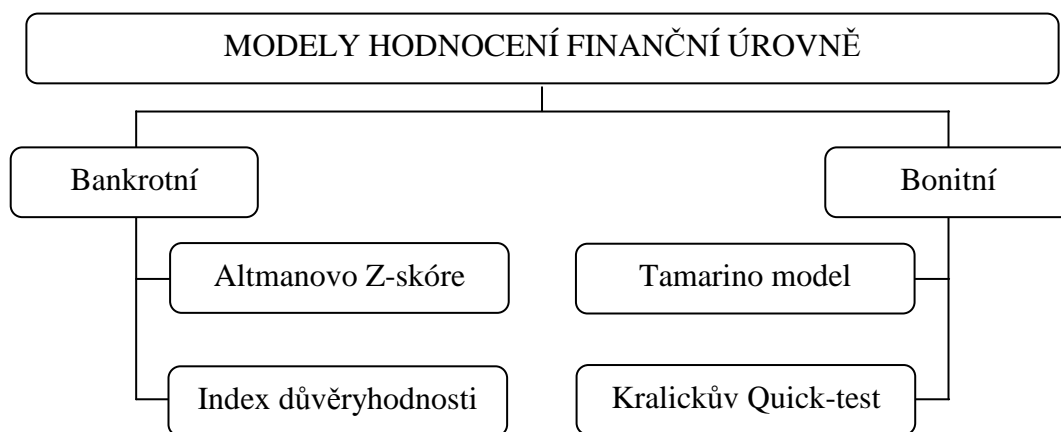 MODELY HODNOCENÍ FINANČNÍ ÚROVNĚ
Bankrotní
Bonitní
Altmanovo Z-skóre
Tamarino model
Index důvěryhodnosti
Kralickův Quick-test